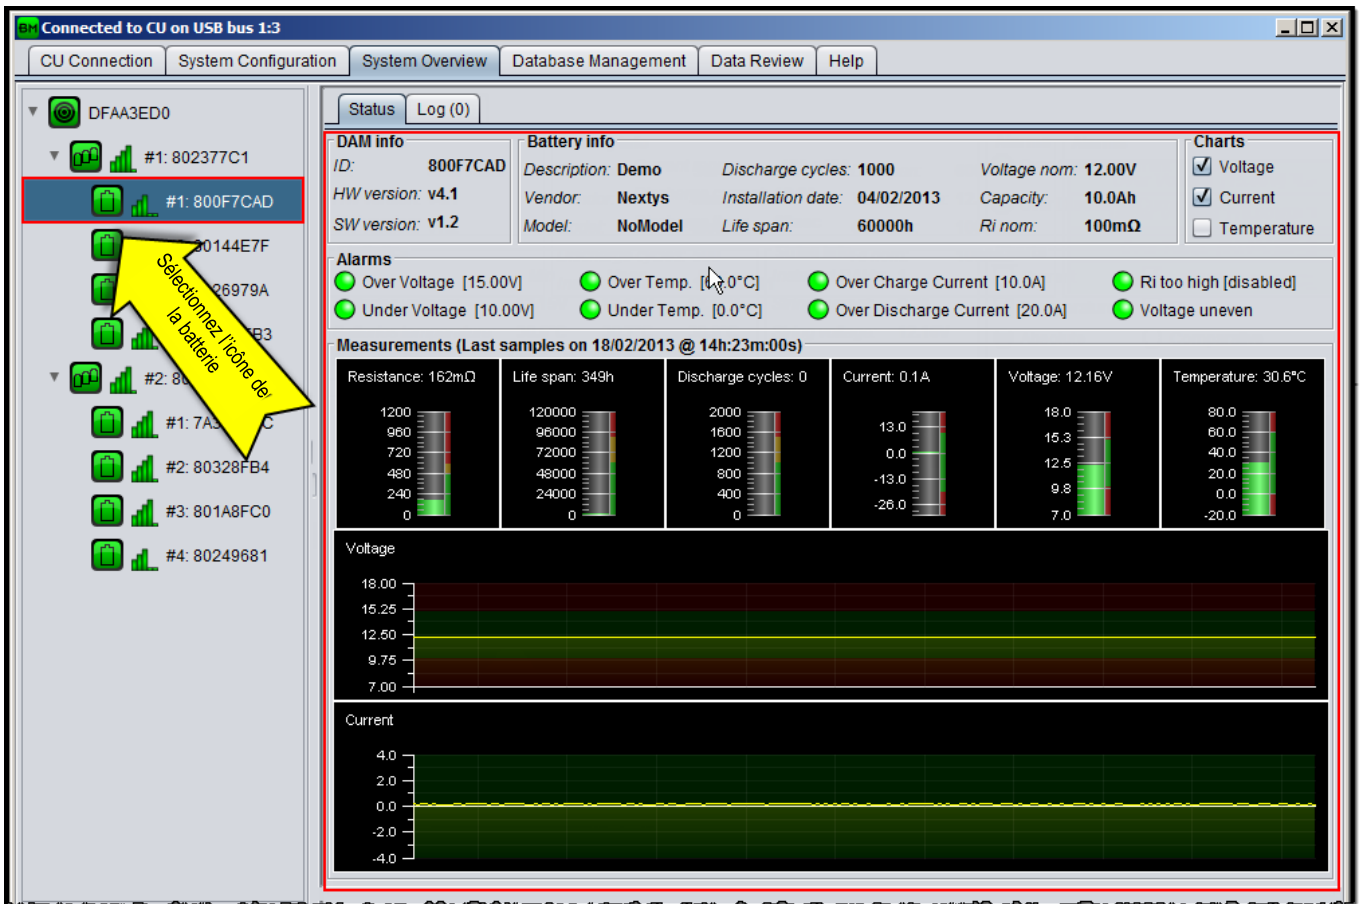 BM Connected to CU on USB bus 1:3
CU Connection System Configuration System Overview Database Management Data Review Help
DFAA3ED0
#1: 802377C1
#1: 800F7CAD
30144E7F
26979A
B3
#2: 80
#1: 7A3 C
#2: 80328FB4
#3: 801A8FC0
#4: 80249681
Sélectionnez l'icône de
la batterie
Status Log (0)
DAM info
ID: 800F7CAD
HW version: v4.1
SW version: v1.2
Battery info
Description: Demo Discharge cycles: 1000 Voltage nom: 12.00V
Vendor: Nextys Installation date: 04/02/2013 Capacity: 10.0Ah
Model: NoModel Life span: 60000h Ri nom: 100mΩ
Charts
Voltage
Current
Temperature
Alarms
Over Voltage [15.00V] Over Temp. .0°C] Over Charge Current [10.0A] Ri too high [disabled]
Under Voltage [10.00V] Under Temp. [0.0°C] Over Discharge Current [20.0A] Voltage uneven
Measurements (Last samples on 18/02/2013 @ 14h:23m:00s)
Resistance: 162mΩ
1200
960
720
480
240
0
Life span: 349h
120000
96000
72000
48000
24000
0
Discharge cycles: 0
2000
1600
1200
800
400
0
Current: 0.1A
13.0
0.0
-13.0
-26.0
Voltage: 12.16V
18.0
15.3
12.5
9.8
7.0
Temperature: 30.6°C
80.0
60.0
40.0
20.0
0.0
-20.0
Voltage
18.00
15.25
12.50
9.75
7.00
Current
4.0
2.0
0.0
-2.0
-4.0